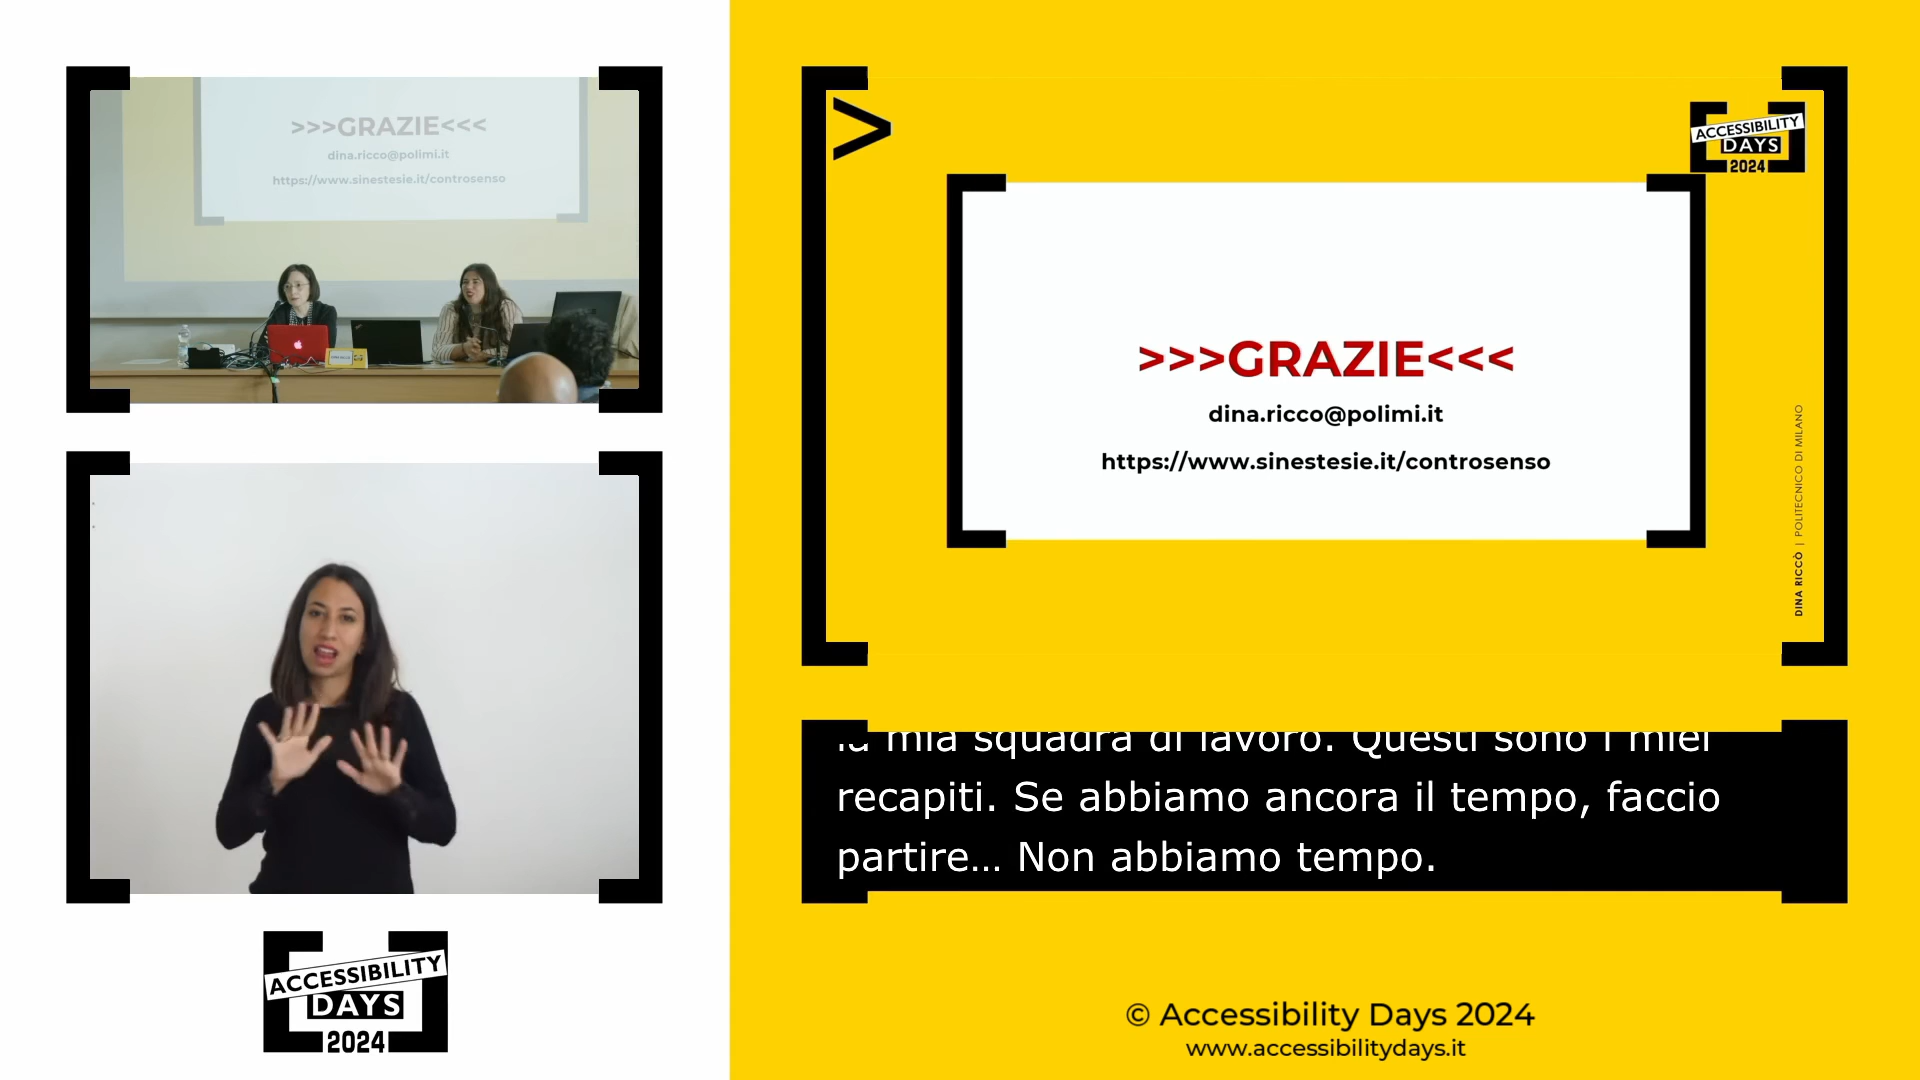 >>>GRAZIE<<<
dina.ricco@polimi.it
https://www.sinestesie.it/controsenso
ACCESSIBILITY
DAYS
2024
>
ACCESSIBILITY
DAYS
2024
>>>GRAZIE<<<
dina.ricco@polimi.it
https://www.sinestesie.it/controsenso
DINA RICCÒ | POLITECNICO DI MILANO
la mia squadra di lavoro. Questi sono i miei
recapiti. Se abbiamo ancora il tempo, faccio
partire... Non abbiamo tempo.
© Accessibility Days 2024
www.accessibilitydays.it